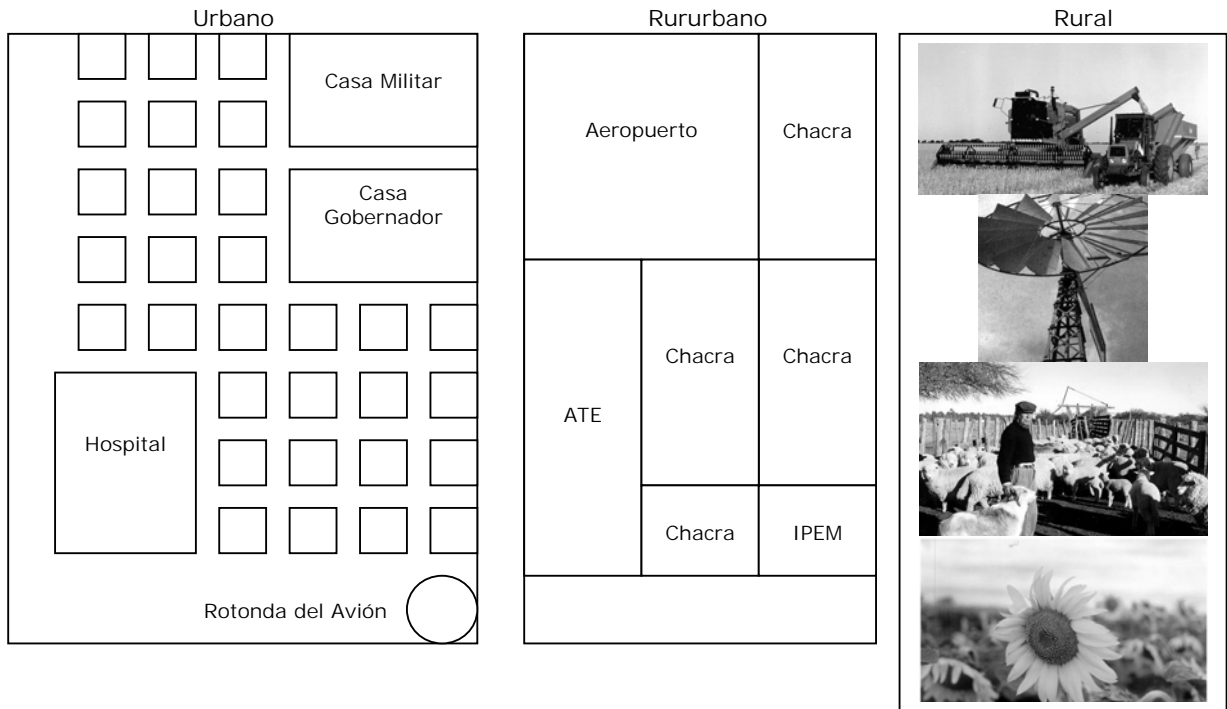 Urbano
Casa Militar
Casa
Gobernador
Hospital
Rotonda del Avión
Rururbano
Aeropuerto
Chacra
ATE
Chacra
Chacra
Chacra
IPEM
Rural